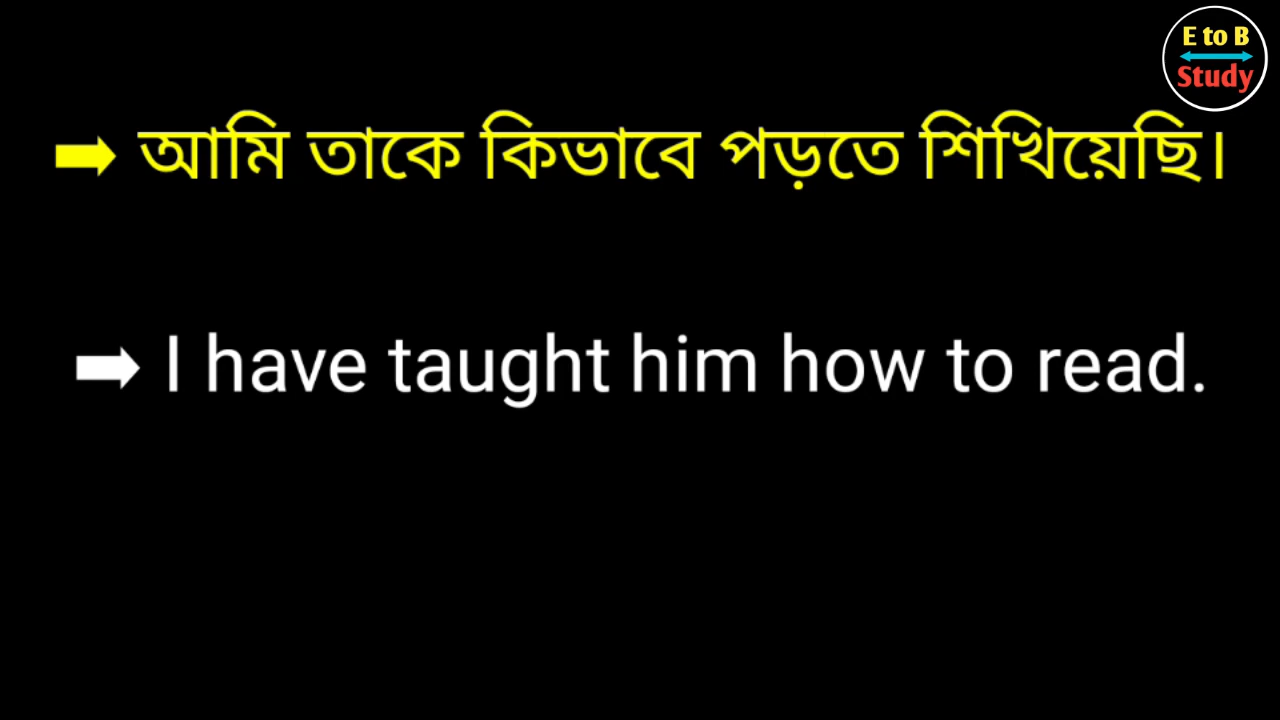 E to B
Study
➡ আমি তাকে কিভাবে পড়তে শিখিয়েছি।
➡ I have taught him how to read.